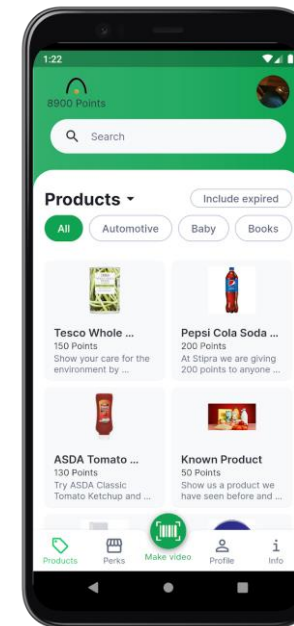 1:22
8900 Points
Search
Products
Include expired
All
Automotive
Baby
Books
Tesco Whole ...
150 Points
Show your care for the
environment by ...
Pepsi Cola Soda ...
200 Points
At Stipra we are giving
200 points to anyone ...
ASDA Tomato ...
130 Points
Try ASDA Classic
Tomato Ketchup and ...
Known Product
50 Points
Show us a product we
have seen before and ...
Products
Perks
Make video
Profile
Info